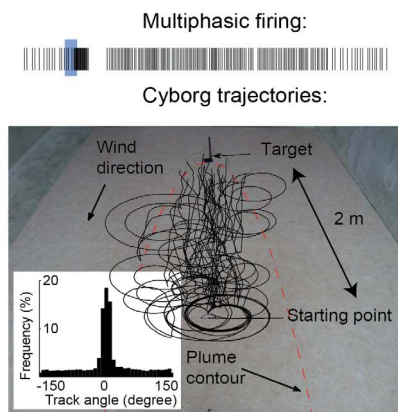 Multiphasic firing:
Cyborg trajectories:
Wind
direction
Target
2 m
Starting point
Plume
contour
Frequency (%)
20
10
-150
0
150
Track angle (degree)